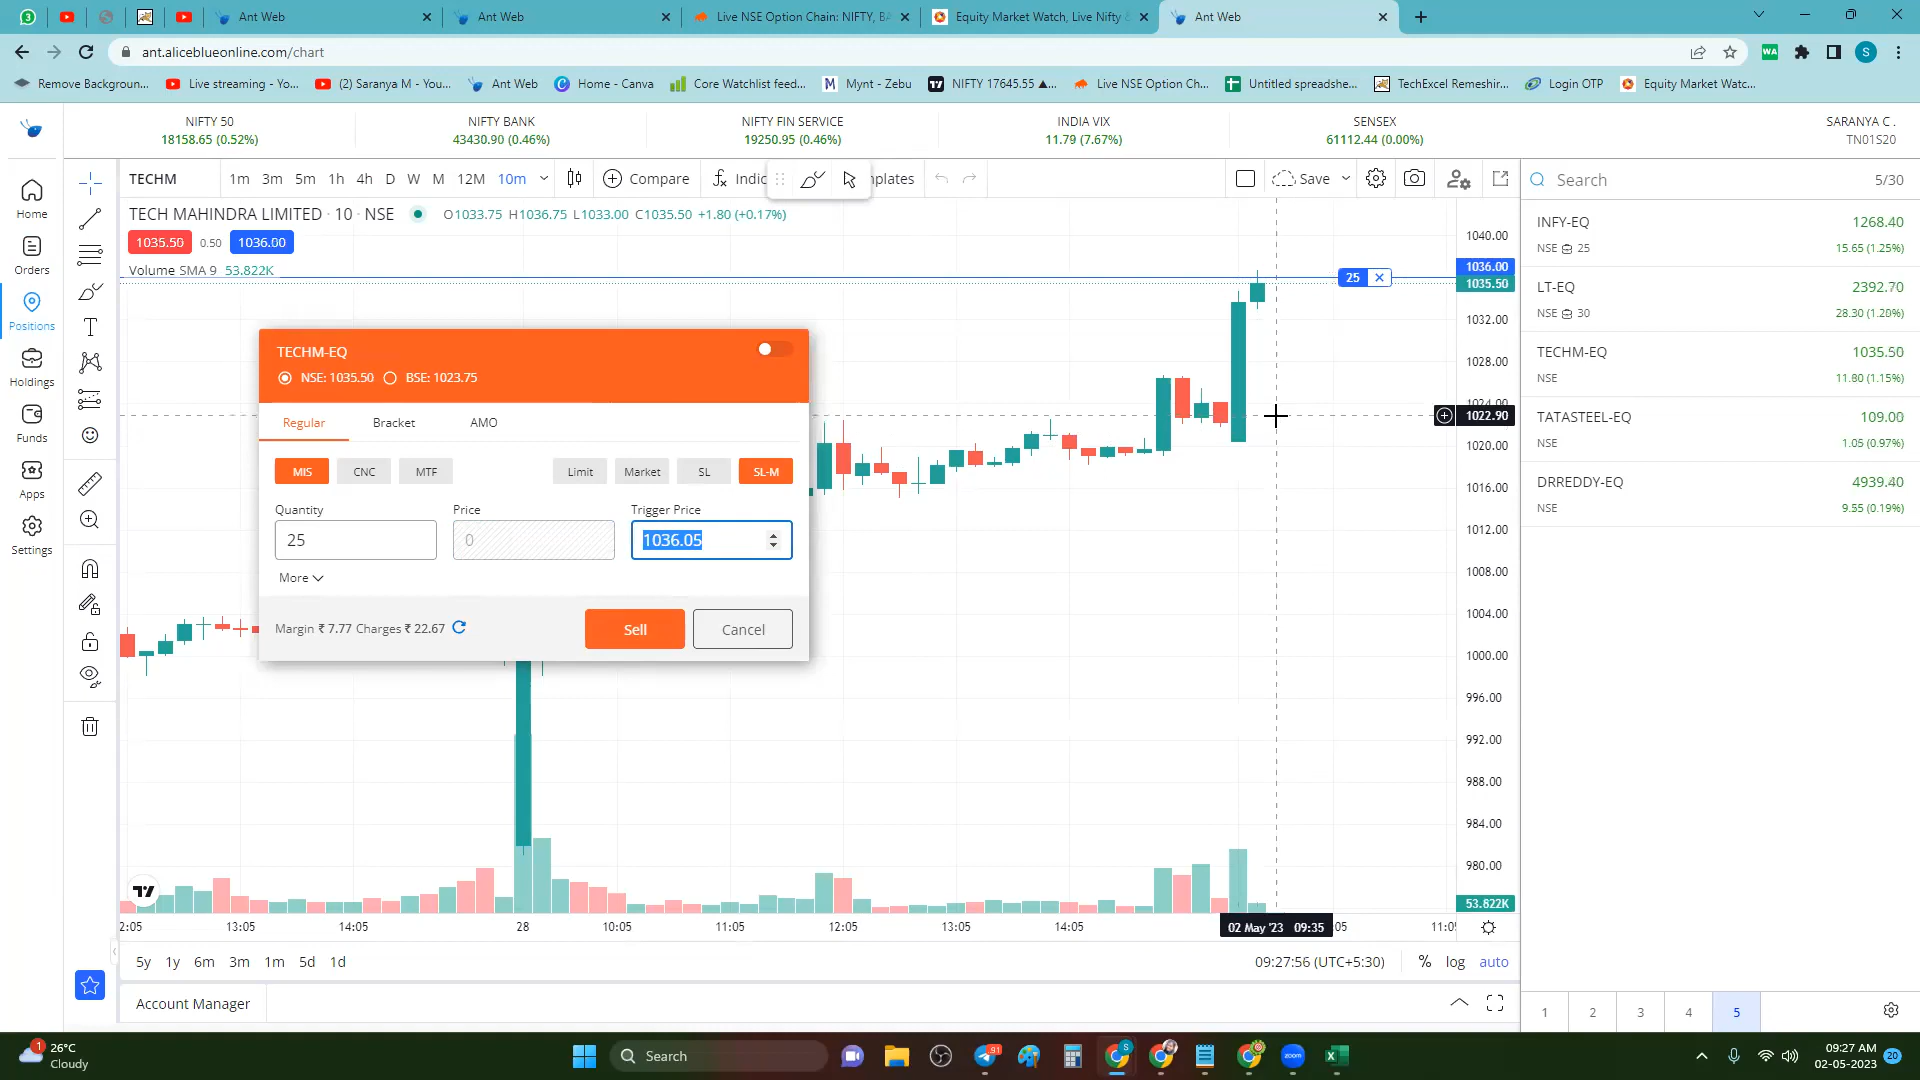 3
Ant Web
Ant Web
Live NSE Option Chain: NIFTY, BA
Equity Market Watch, Live Nifty
Ant Web
ant.aliceblueonline.com/chart
WA
S
Remove Backgroun...
Live streaming - Yo...
(2) Saranya M - You...
Ant Web
Home - Canva
Core Watchlist feed...
Mynt - Zebu
NIFTY 17645.55 ▲...
Live NSE Option Ch...
Untitled spreadshe...
TechExcel Remeshir...
Login OTP
Equity Market Watc...
NIFTY 50
18158.65 (0.52%)
NIFTY BANK
43430.90 (0.46%)
NIFTY FIN SERVICE
19250.95 (0.46%)
INDIA VIX
11.79 (7.67%)
SENSEX
61112.44 (0.00%)
SARANYA C .
TN01S20
Home
Orders
Positions
Holdings
Funds
Apps
Settings
TECHM
1m 3m 5m 1h 4h D W M 12M 10m
Compare
Indic
plates
Save
TECH MAHINDRA LIMITED · 10 · NSE
O1033.75 H1036.75 L1033.00 C1035.50 +1.80 (+0.17%)
1035.50 0.50 1036.00
Volume SMA 9 53.822K
25
TECHM-EQ
NSE: 1035.50 BSE: 1023.75
Regular Bracket AMO
MIS CNC MTF Limit Market SL SL-M
Quantity Price Trigger Price
25 0 1036.05
More
Margin ₹ 7.77 Charges ₹ 22.67
Sell Cancel
1040.00
1036.00
1035.50
1032.00
1028.00
1024.00
1022.90
1020.00
1016.00
1012.00
1008.00
1004.00
1000.00
996.00
992.00
988.00
984.00
980.00
53.822K
2:05 13:05 14:05 28 10:05 11:05 12:05 13:05 14:05 02 May '23 09:35 :05 11:0
5y 1y 6m 3m 1m 5d 1d
09:27:56 (UTC+5:30) % log auto
Account Manager
Search 5/30
INFY-EQ 1268.40
NSE 25 15.65 (1.25%)
LT-EQ 2392.70
NSE 30 28.30 (1.20%)
TECHM-EQ 1035.50
NSE 11.80 (1.15%)
TATASTEEL-EQ 109.00
NSE 1.05 (0.97%)
DRREDDY-EQ 4939.40
NSE 9.55 (0.19%)
1 2 3 4 5
1
26°C
Cloudy
Search
91
zoom
09:27 AM
02-05-2023
20